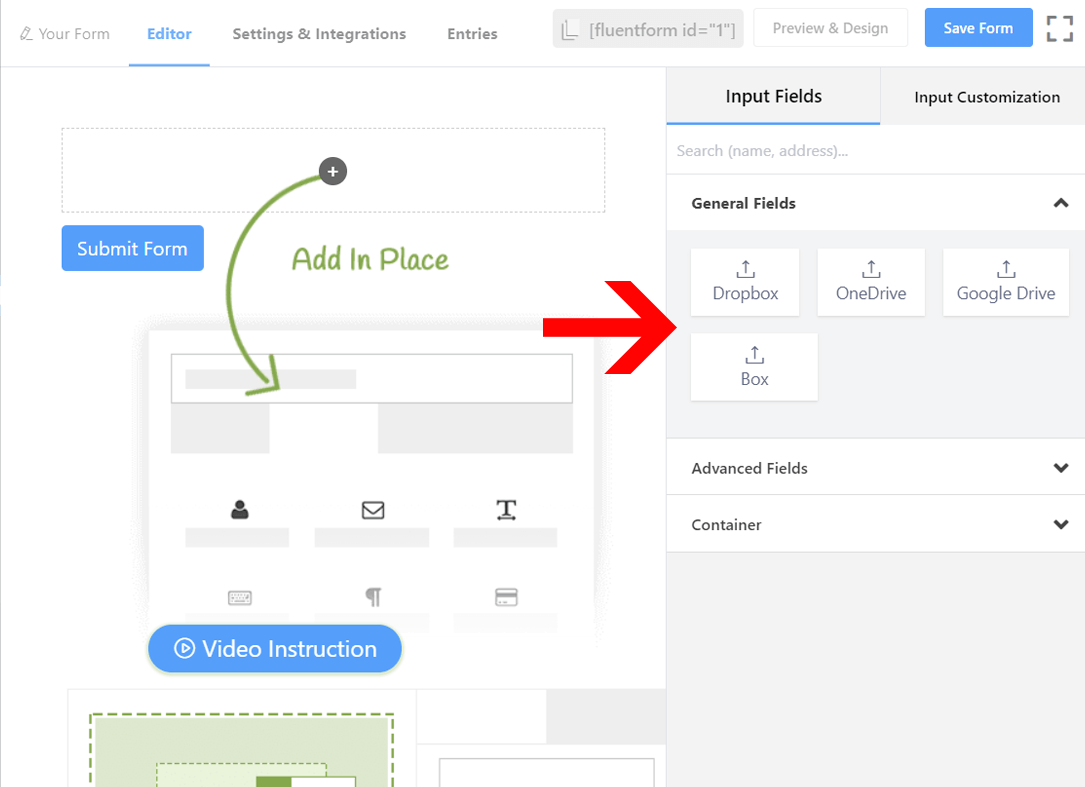 Your Form
Editor
Settings & Integrations
Entries
[fluentform id="1"]
Preview & Design
Save Form
Input Fields
Input Customization
Search (name, address)...
General Fields
Submit Form
Add In Place
Dropbox
OneDrive
Google Drive
Box
Advanced Fields
Container
Video Instruction